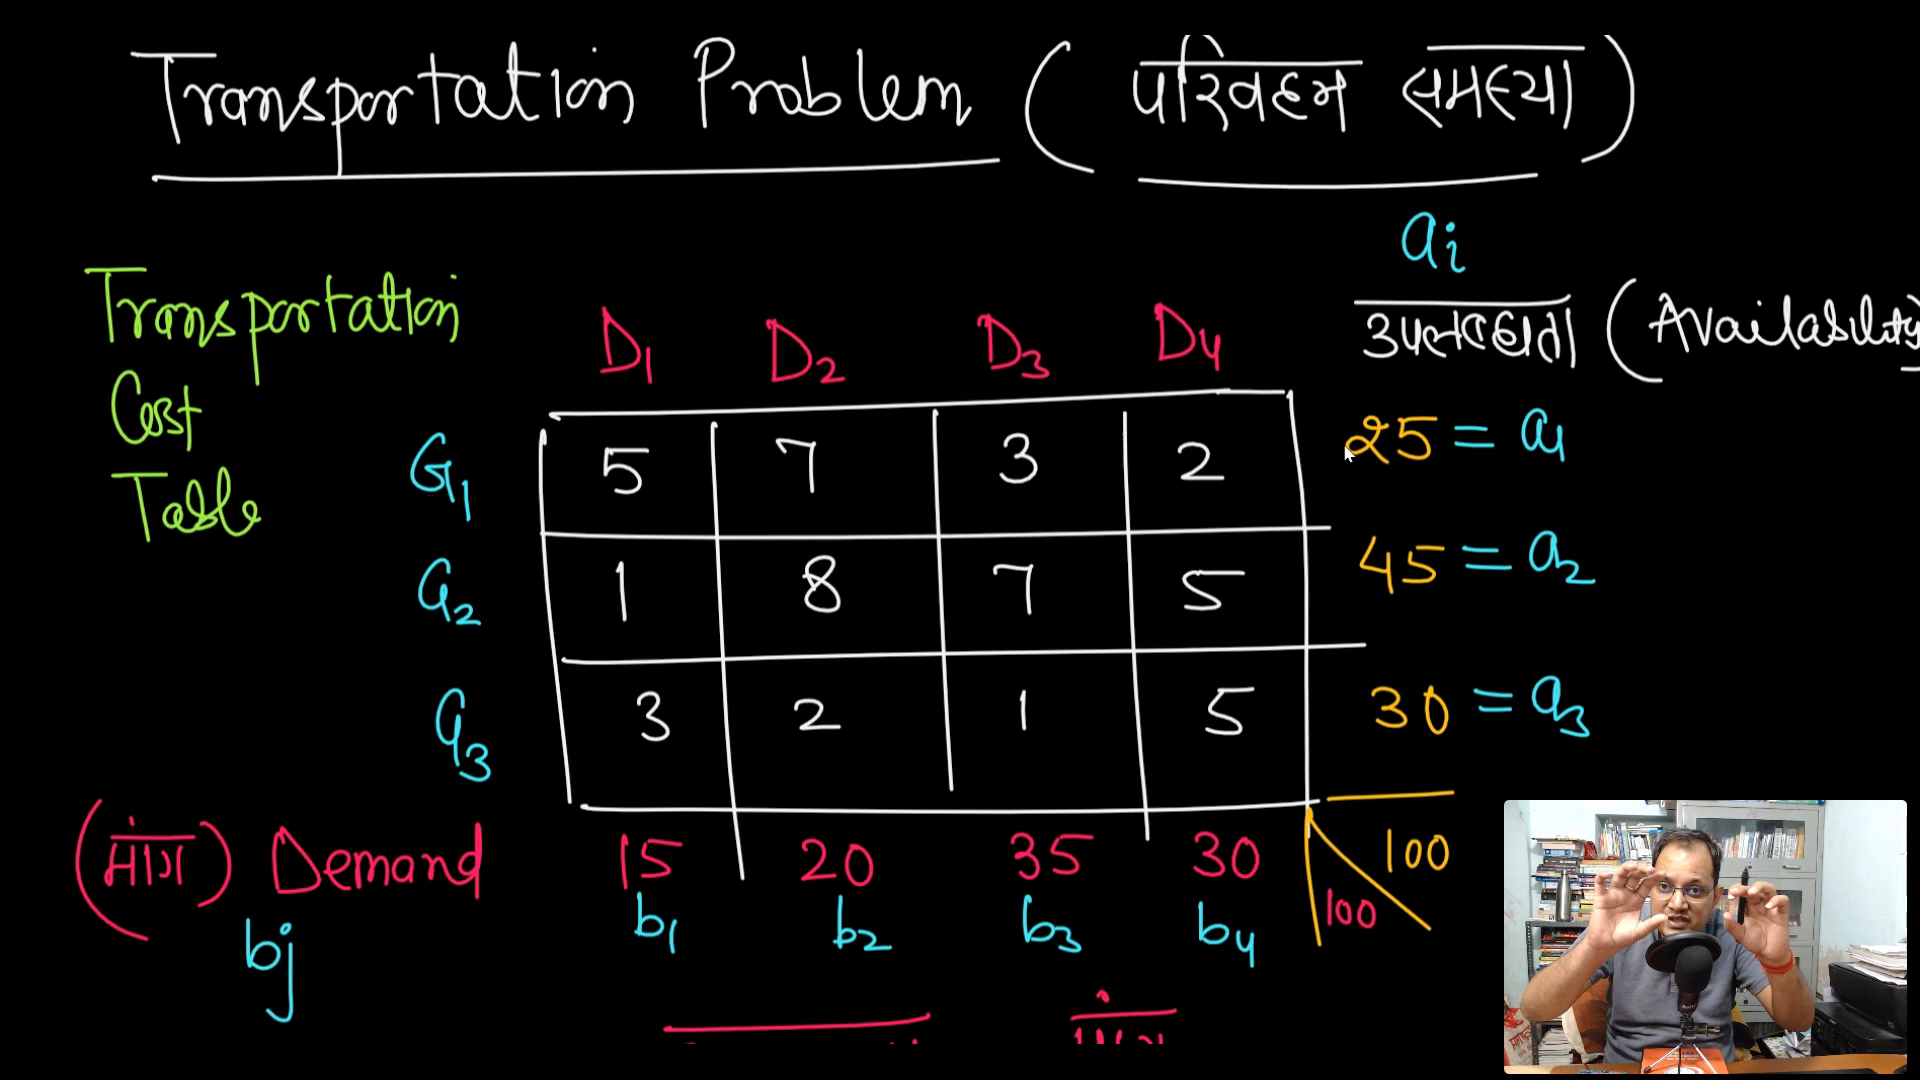 Transportation Problem ( परिवहन समस्या )
ai
Transportation
Cost
Table
D1 D2 D3 D4 उपलब्धता (Availability
G1 5 7 3 2 25 = a1
G2 1 8 7 5 45 = a2
G3 3 2 1 5 30 = a3
(मांग) Demand 15 20 35 30 100
100
bj b1 b2 b3 b4